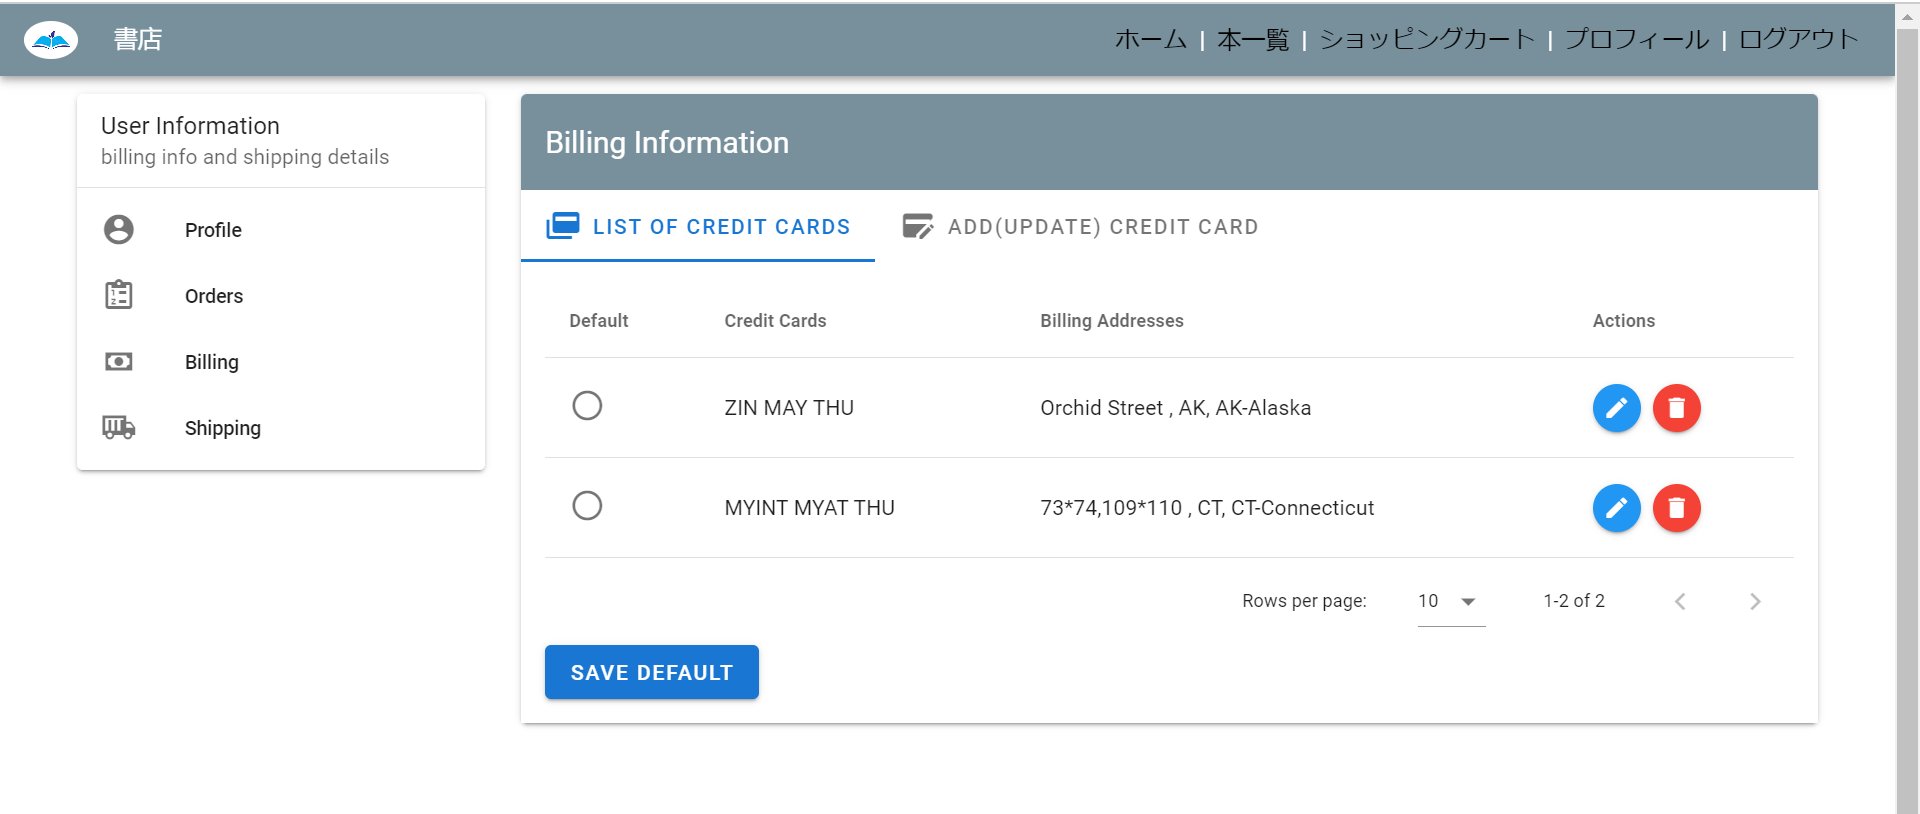 書店
ホーム | 本一覧 | ショッピングカート | プロフィール | ログアウト
User Information
billing info and shipping details
Profile
Orders
Billing
Shipping
Billing Information
LIST OF CREDIT CARDS
ADD(UPDATE) CREDIT CARD
Default Credit Cards Billing Addresses Actions
ZIN MAY THU Orchid Street , AK, AK-Alaska
MYINT MYAT THU 73*74,109*110 , CT, CT-Connecticut
Rows per page: 10 1-2 of 2
SAVE DEFAULT